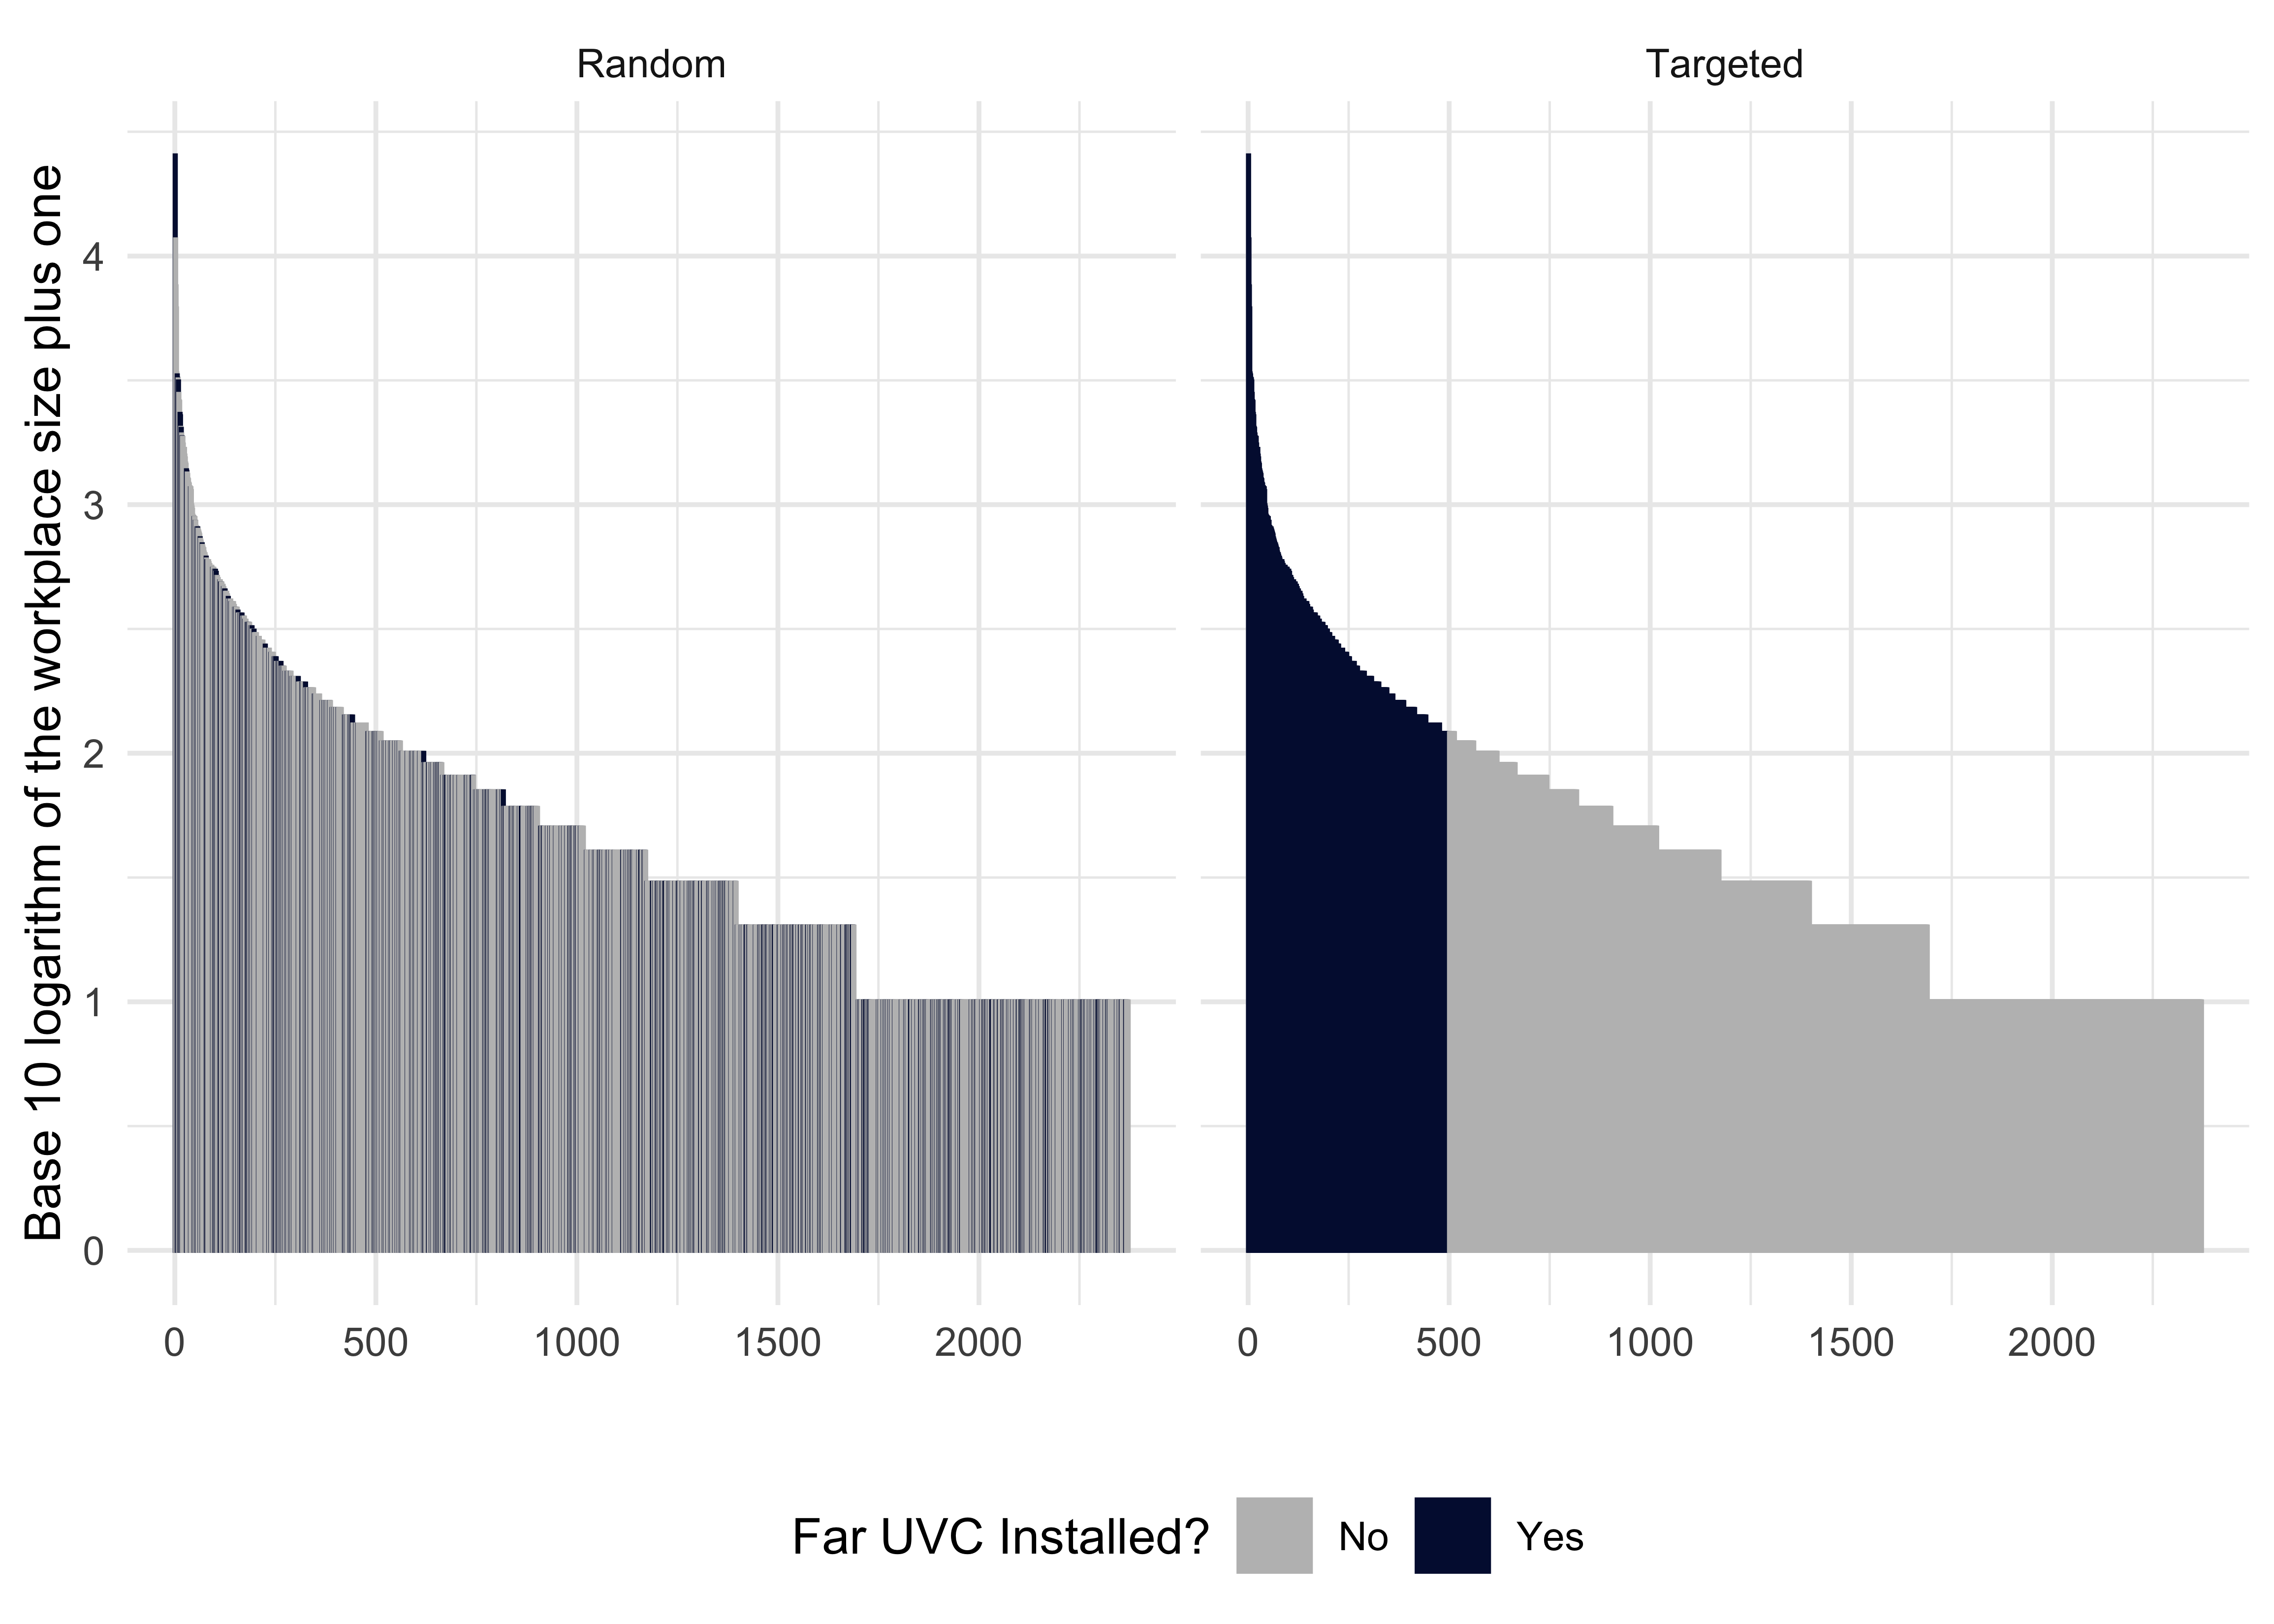 Random
Targeted
Base 10 logarithm of the workplace size plus one
4
3
2
1
0
0 500 1000 1500 2000
0 500 1000 1500 2000
Far UVC Installed? No Yes